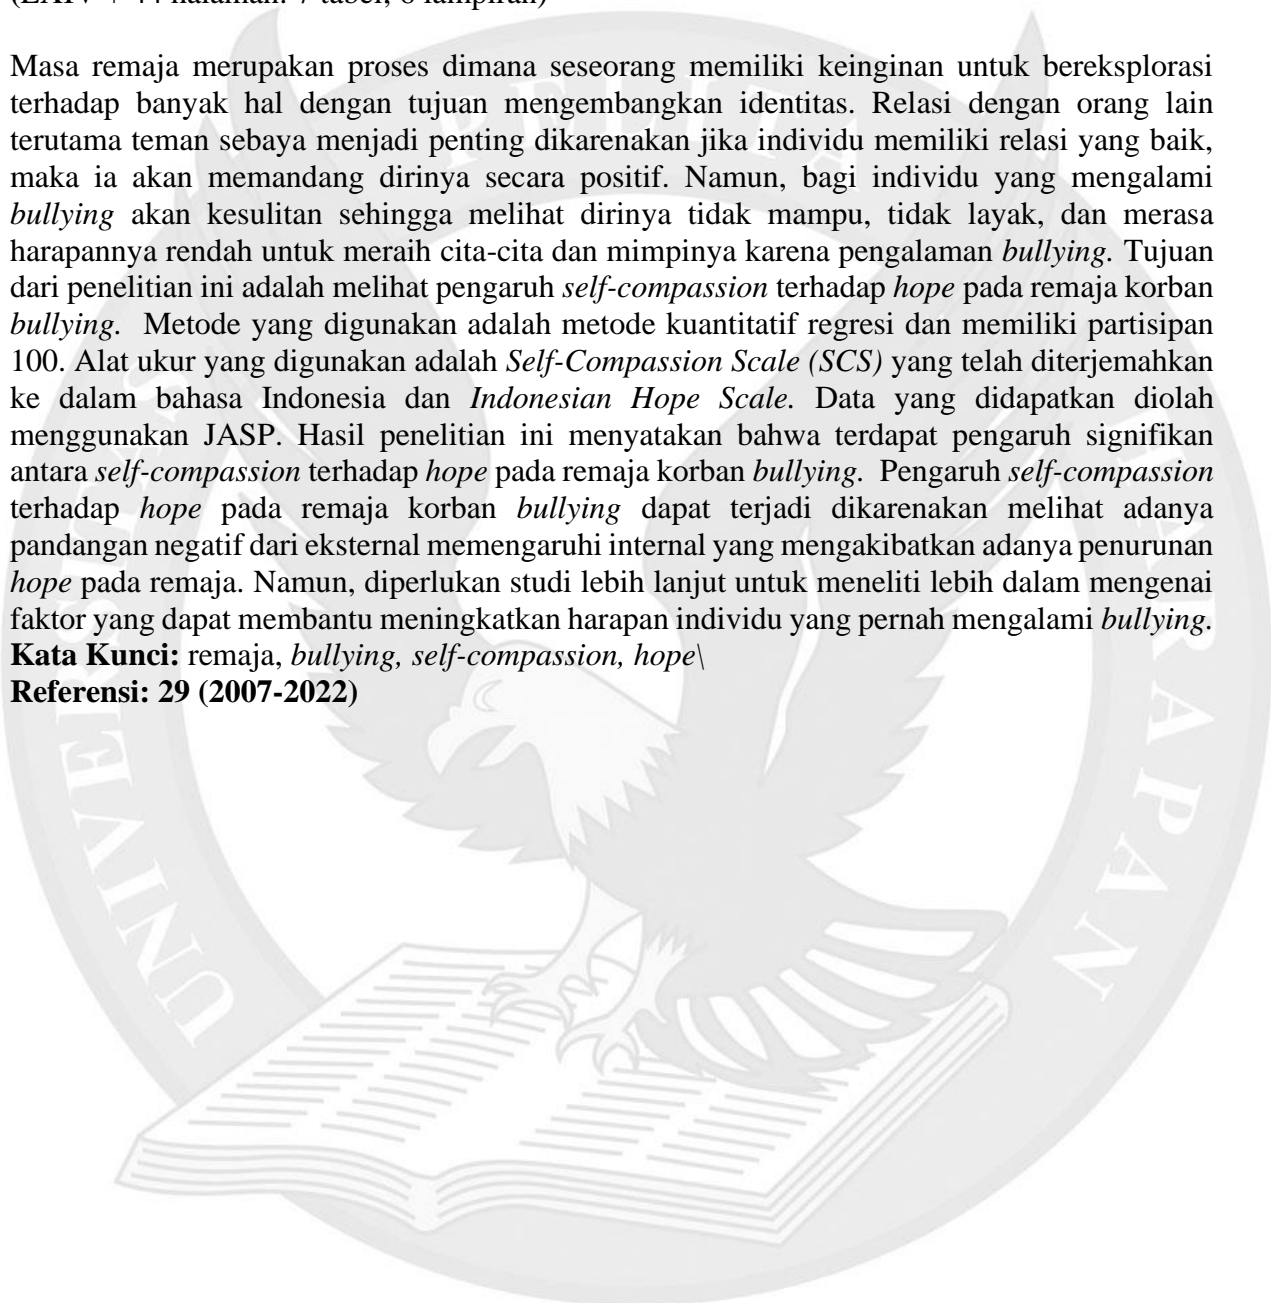 Masa remaja merupakan proses dimana seseorang memiliki keinginan untuk bereksplorasi
terhadap banyak hal dengan tujuan mengembangkan identitas. Relasi dengan orang lain
terutama teman sebaya menjadi penting dikarenakan jika individu memiliki relasi yang baik,
maka ia akan memandang dirinya secara positif. Namun, bagi individu yang mengalami
bullying akan kesulitan sehingga melihat dirinya tidak mampu, tidak layak, dan merasa
harapannya rendah untuk meraih cita-cita dan mimpinya karena pengalaman bullying. Tujuan
dari penelitian ini adalah melihat pengaruh self-compassion terhadap hope pada remaja korban
bullying. Metode yang digunakan adalah metode kuantitatif regresi dan memiliki partisipan
100. Alat ukur yang digunakan adalah Self-Compassion Scale (SCS) yang telah diterjemahkan
ke dalam bahasa Indonesia dan Indonesian Hope Scale. Data yang didapatkan diolah
menggunakan JASP. Hasil penelitian ini menyatakan bahwa terdapat pengaruh signifikan
antara self-compassion terhadap hope pada remaja korban bullying. Pengaruh self-compassion
terhadap hope pada remaja korban bullying dapat terjadi dikarenakan melihat adanya
pandangan negatif dari eksternal memengaruhi internal yang mengakibatkan adanya penurunan
hope pada remaja. Namun, diperlukan studi lebih lanjut untuk meneliti lebih dalam mengenai
faktor yang dapat membantu meningkatkan harapan individu yang pernah mengalami bullying.
Kata Kunci: remaja, bullying, self-compassion, hope\
Referensi: 29 (2007-2022)
UNIVERSITAS
PELITA
HARAPAN